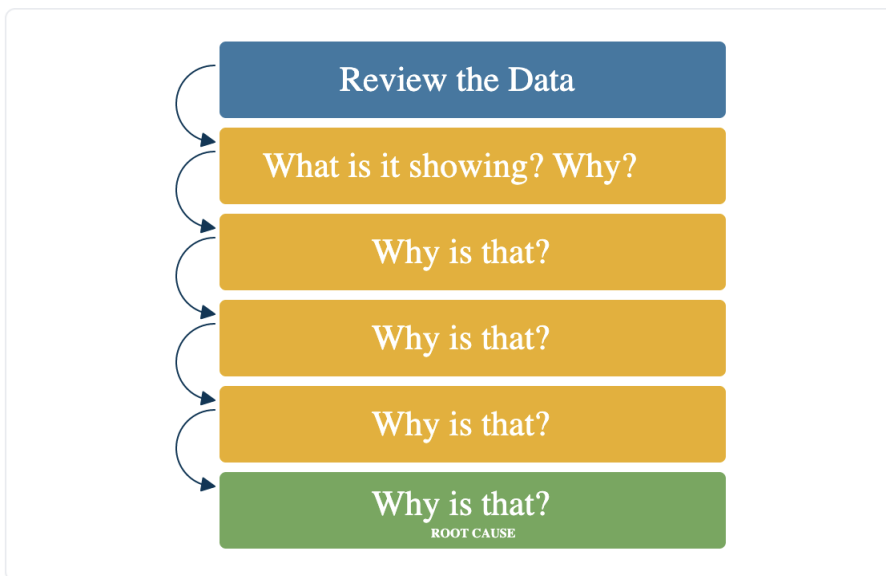 Review the Data
What is it showing? Why?
Why is that?
Why is that?
Why is that?
Why is that?
ROOT CAUSE